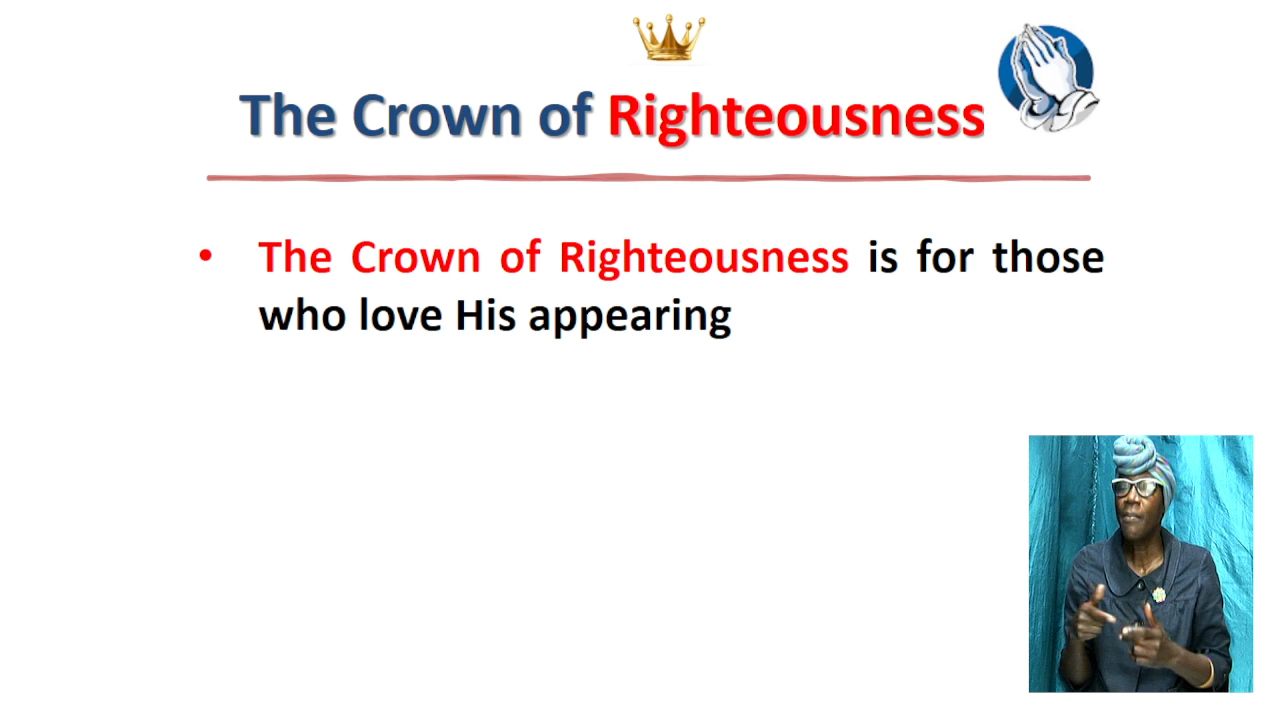 The Crown of Righteousness
• The Crown of Righteousness is for those
who love His appearing